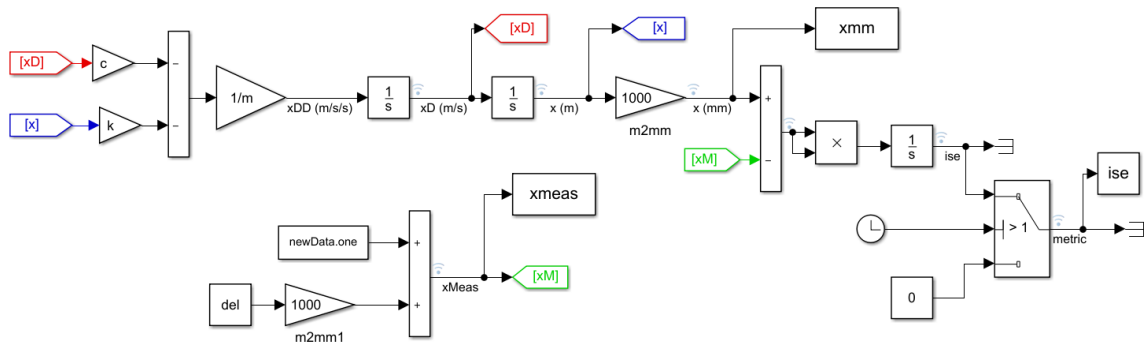 [xD]
xmm
[xD]
[x]
c
−
1/m
1
s
1
s
1000
+
xDD (m/s/s)
xD (m/s)
x (m)
x (mm)
[x]
k
−
m2mm
[xM]
−
×
1
s
ise
xmeas
ise
newData.one
+
> 1
metric
xMeas
[xM]
del
1000
+
0
m2mm1